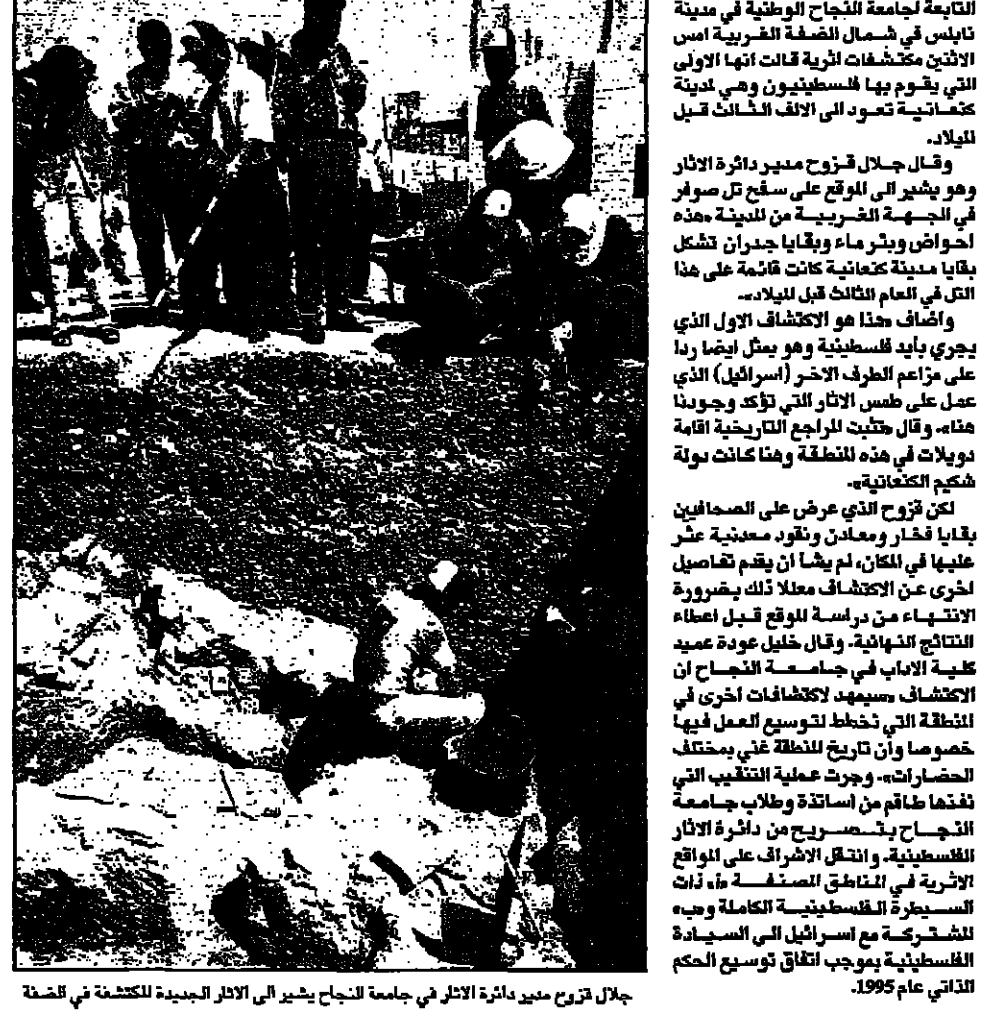 التابعة لجامعة النجاح الوطنية في مدينة
نابلس في شمال الضفة الغربية امس
الاثنين مكتشفات اثرية قالت انها الاولى
التي يقوم بها فلسطينيون وهي لمدينة
كنعانية تعود الى الالف الثالث قبل
الميلاد.
وقال جلال قزوح مدير دائرة الاثار
وهو يشير الى الموقع على سفح تل صوفر
في الجهة الغربية من المدينة «هذه
احواض وبئر ماء وبقايا جدران تشكل
بقايا مدينة كنعانية كانت قائمة على هذا
التل في العام الثالث قبل الميلاد».
واضاف «هذا هو الاكتشاف الاول الذي
يجري بأيد فلسطينية وهو يمثل ايضا ردا
على مزاعم الطرف الاخر (اسرائيل) الذي
عمل على طمس الاثار التي تؤكد وجودنا
هنا». وقال «تثبت المراجع التاريخية اقامة
دويلات في هذه المنطقة وهنا كانت دولة
شكيم الكنعانية».
لكن قزوح الذي عرض على الصحافيين
بقايا فخار ومعادن ونقود معدنية عثر
عليها في المكان، لم يشأ ان يقدم تفاصيل
اخرى عن الاكتشاف معللا ذلك بضرورة
الانتهاء من دراسة الموقع قبل اعطاء
النتائج النهائية. وقال خليل عودة عميد
كلية الاداب في جامعة النجاح ان
الاكتشاف «سيمهد لاكتشافات اخرى في
المنطقة التي نخطط لتوسيع العمل فيها
خصوصا وأن تاريخ المنطقة غني بمختلف
الحضارات». وجرت عملية التنقيب التي
نفذها طاقم من اساتذة وطلاب جامعة
النجاح بتصريح من دائرة الاثار
الفلسطينية. وانتقل الاشراف على المواقع
الاثرية في المناطق المصنفة «أ» ذات
السيطرة الفلسطينية الكاملة و«ب»
المشتركة مع اسرائيل الى السيادة
الفلسطينية بموجب اتفاق توسيع الحكم
الذاتي عام 1995.
جلال قزوح مدير دائرة الاثار في جامعة النجاح يشير الى الاثار الجديدة المكتشفة في الضفة